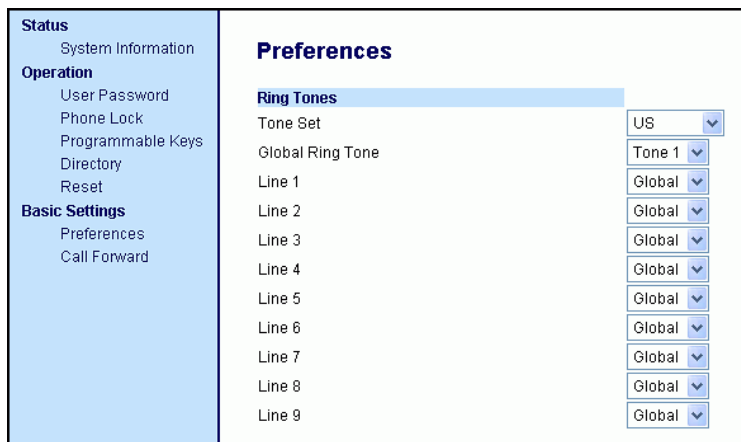 Status
System Information
Operation
User Password
Phone Lock
Programmable Keys
Directory
Reset
Basic Settings
Preferences
Call Forward
Preferences
Ring Tones
Tone Set US
Global Ring Tone Tone 1
Line 1 Global
Line 2 Global
Line 3 Global
Line 4 Global
Line 5 Global
Line 6 Global
Line 7 Global
Line 8 Global
Line 9 Global